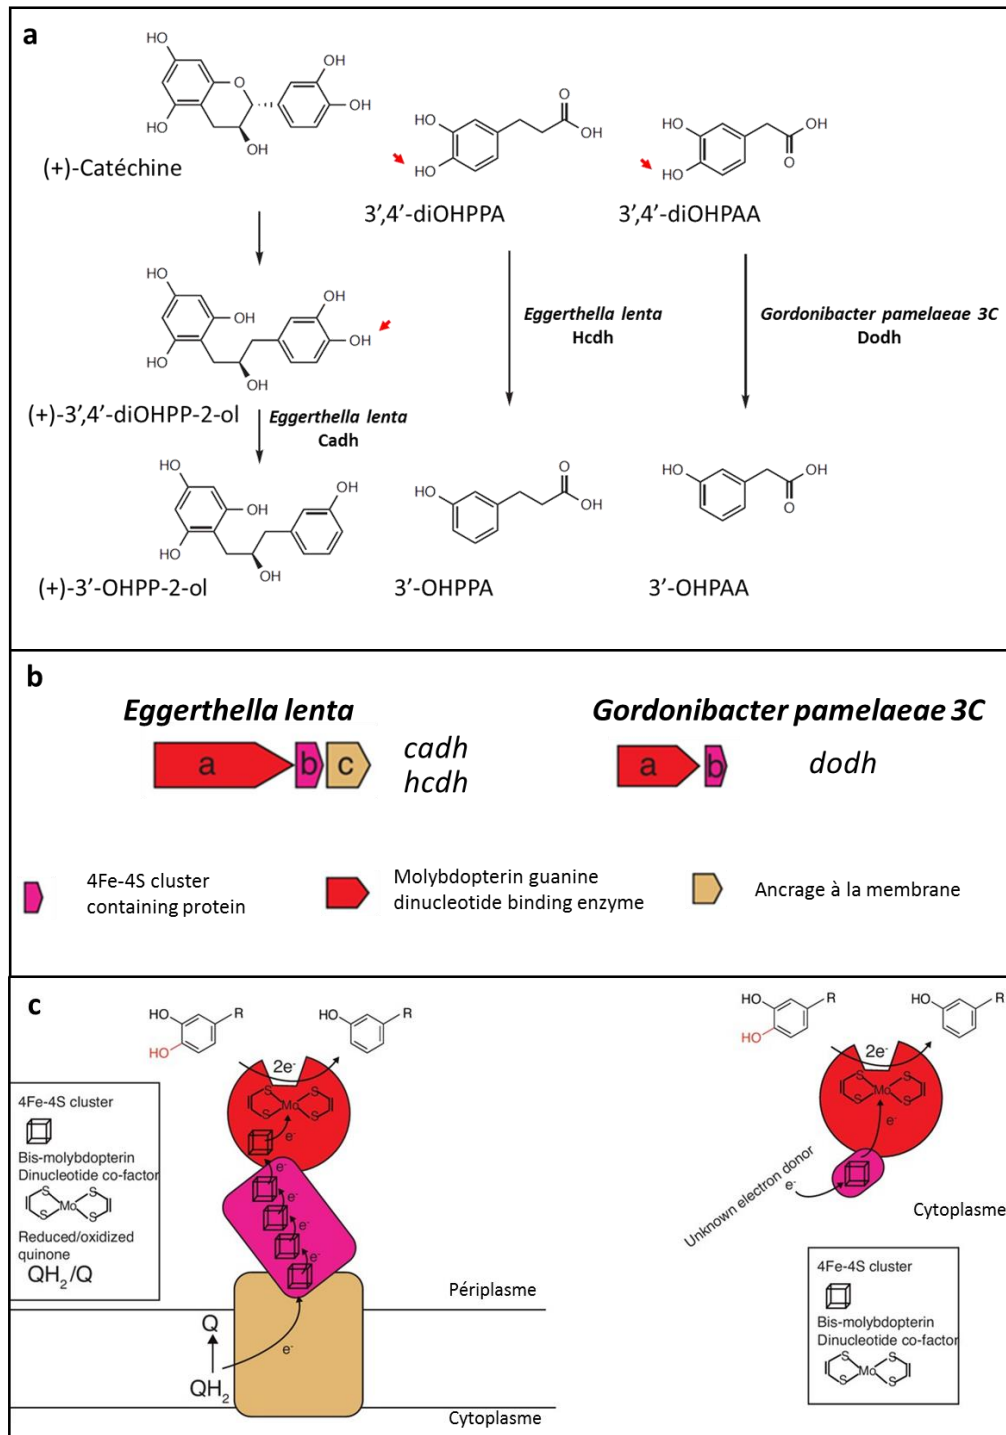 a
HO
O
OH
OH
HO
OH
(+)-Catéchine
HO
HO
O
OH
3',4'-diOHPPA
HO
HO
OH
O
3',4'-diOHPAA
HO
OH
OH
OH
HO
OH
(+)-3',4'-diOHPP-2-ol
Eggerthella lenta
Cadh
Eggerthella lenta
Hcdh
Gordonibacter pamelaeae 3C
Dodh
HO
OH
OH
HO
OH
(+)-3'-OHPP-2-ol
HO
O
OH
3'-OHPPA
HO
OH
O
3'-OHPAA
b
Eggerthella lenta
a b c
cadh
hcdh
Gordonibacter pamelaeae 3C
a b
dodh
4Fe-4S cluster
containing protein
Molybdopterin guanine
dinucleotide binding enzyme
Ancrage à la membrane
c
HO
HO
R
HO
R
2e-
S
S
Mo
S
S
e-
e-
e-
e-
e-
e-
4Fe-4S cluster
Bis-molybdopterin
Dinucleotide co-factor
S
S
Mo
S
S
Reduced/oxidized
quinone
QH2/Q
Périplasme
Q
QH2
e-
Cytoplasme
HO
HO
R
HO
R
2e-
S
S
Mo
S
S
e-
Unknown electron donor
e-
Cytoplasme
4Fe-4S cluster
Bis-molybdopterin
Dinucleotide co-factor
S
S
Mo
S
S